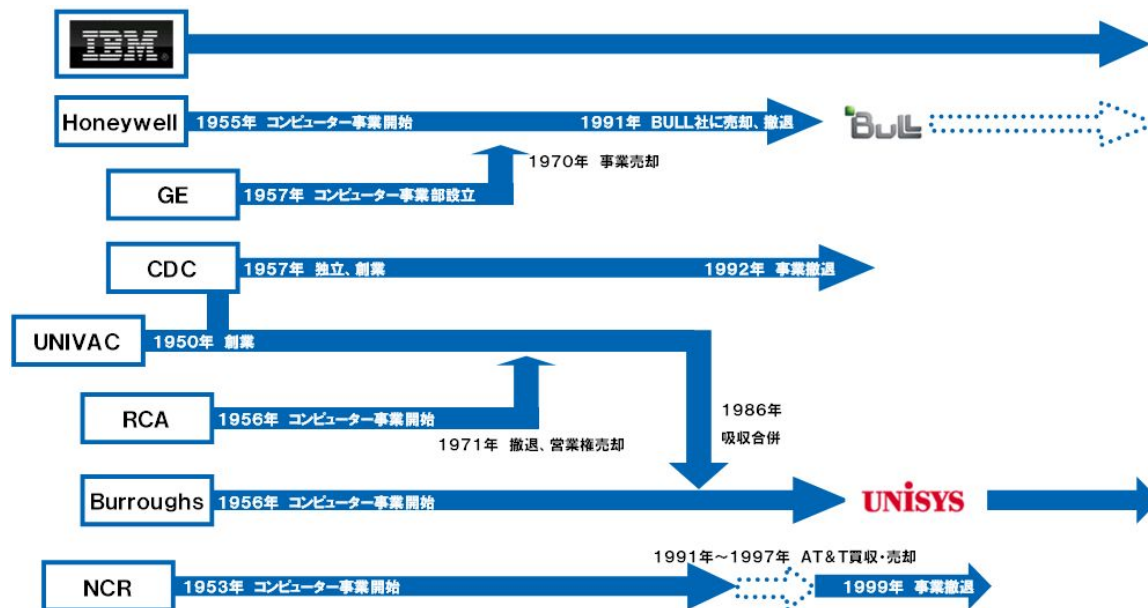 IBM
Honeywell 1955年 コンピューター事業開始 1991年 BULL社に売却、撤退 BULL
1970年 事業売却
GE 1957年 コンピューター事業部設立
CDC 1957年 独立、創業 1992年 事業撤退
UNIVAC 1950年 創業
RCA 1956年 コンピューター事業開始
1971年 撤退、営業権売却
1986年
吸収合併
Burroughs 1956年 コンピューター事業開始 UNiSYS
1991年～1997年 AT&T買収・売却
NCR 1953年 コンピューター事業開始 1999年 事業撤退